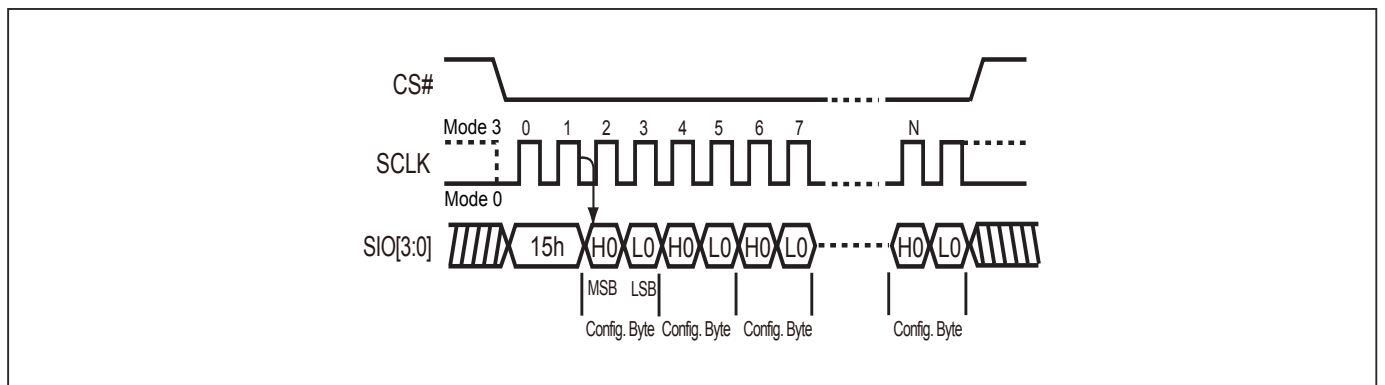 CS#
Mode 3 0 1 2 3 4 5 6 7 N
SCLK
Mode 0
SIO[3:0] 15h H0 L0 H0 L0 H0 L0 H0 L0
MSB LSB
Config. Byte Config. Byte Config. Byte Config. Byte